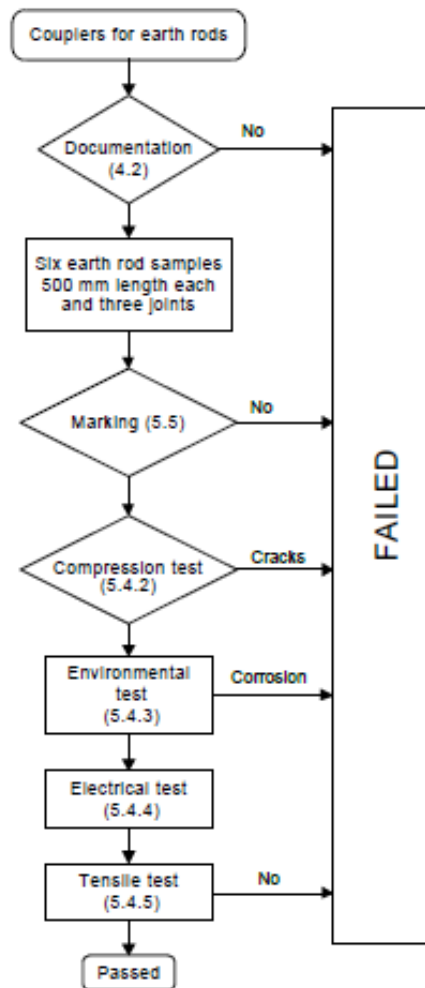 Couplers for earth rods
Documentation
(4.2)
No
Six earth rod samples
500 mm length each
and three joints
Marking (5.5)
No
FAILED
Compression test
(5.4.2)
Cracks
Environmental
test
(5.4.3)
Corrosion
Electrical test
(5.4.4)
Tensile test
(5.4.5)
No
Passed